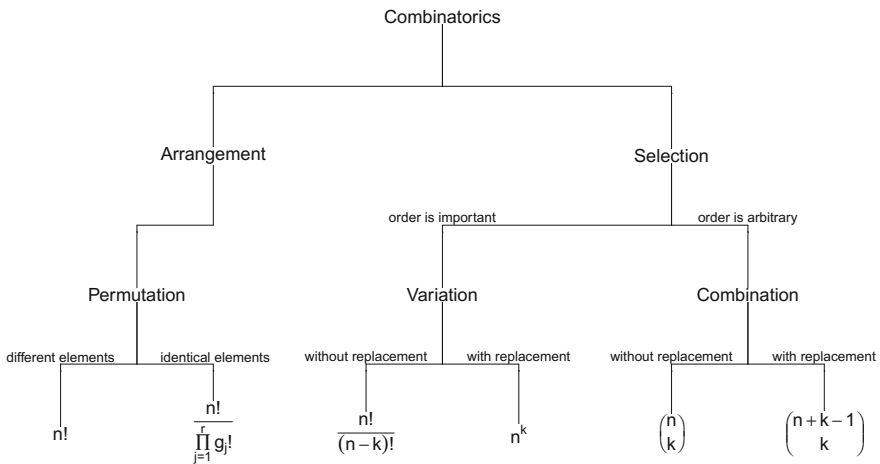 Combinatorics
Arrangement
Selection
order is important
order is arbitrary
Permutation
Variation
Combination
different elements
identical elements
without replacement
with replacement
without replacement
with replacement
n!
n! / ∏_{j=1}^{r} g_j!
n! / (n−k)!
n^k
(n k)
(n+k−1 k)